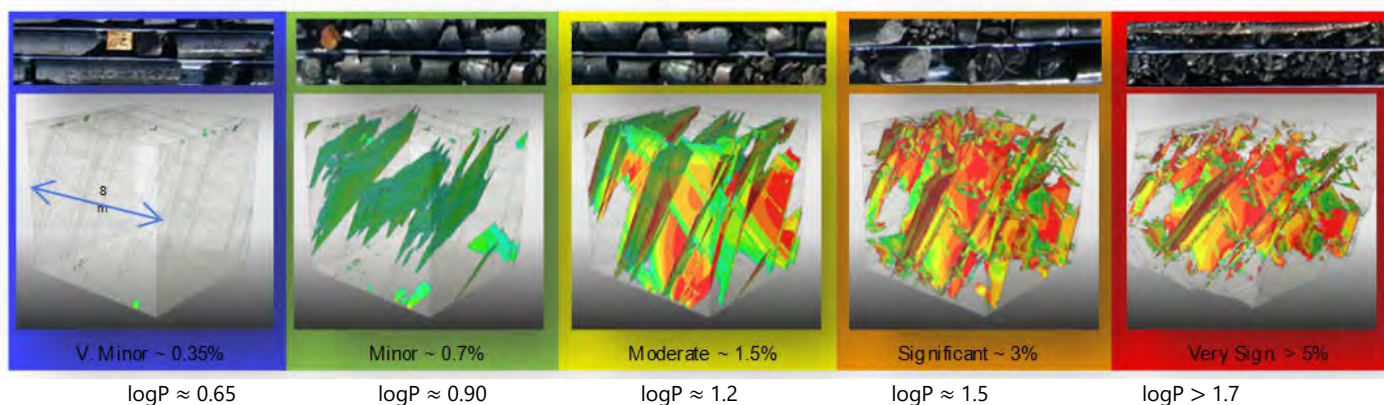 8
m
V. Minor ~ 0.35%
Minor ~ 0.7%
Moderate ~ 1.5%
Significant ~ 3%
Very Sign. > 5%
logP ≈ 0.65
logP ≈ 0.90
logP ≈ 1.2
logP ≈ 1.5
logP > 1.7